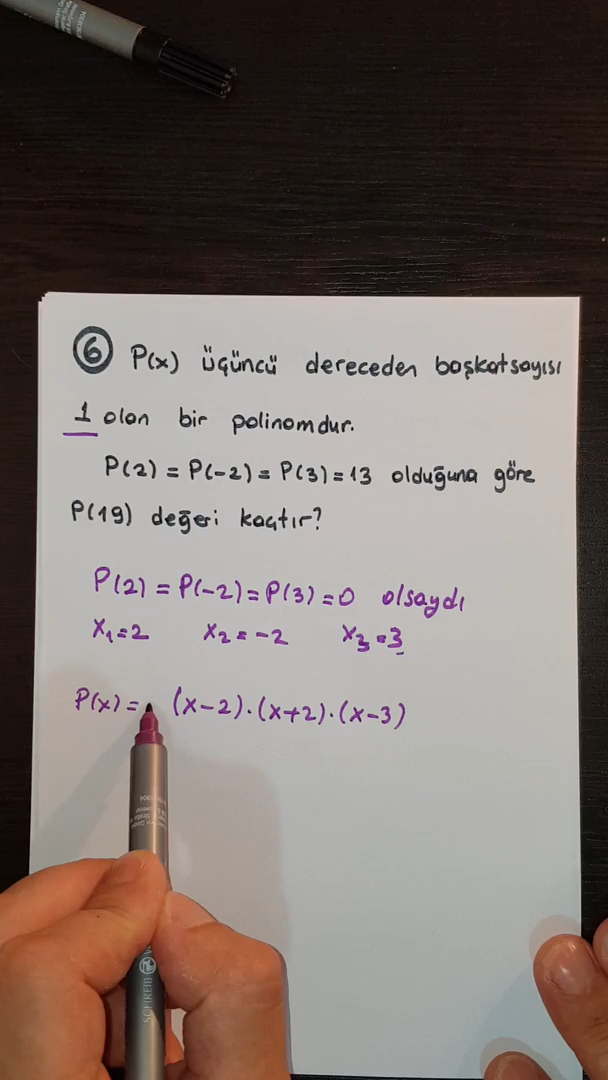 6 P(x) üçüncü dereceden başkatsayısı
1 olan bir polinomdur.
P(2) = P(-2) = P(3) = 13 olduğuna göre
P(19) değeri kaçtır?
P(2) = P(-2) = P(3) = 0 olsaydı
x₁=2 x₂=-2 x₃=3
P(x) = (x-2).(x+2).(x-3)
SCHREIB